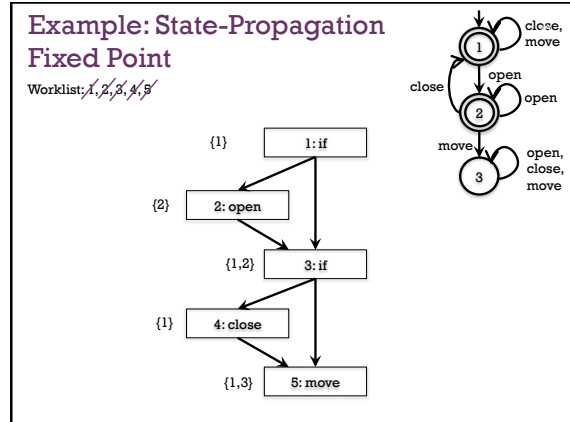 Example: State-Propagation
Fixed Point
Worklist: 1, 2, 3, 4, 5
1
close,
move
open
close
2
open
move
3
open,
close,
move
{1}
1: if
{2}
2: open
{1,2}
3: if
{1}
4: close
{1,3}
5: move